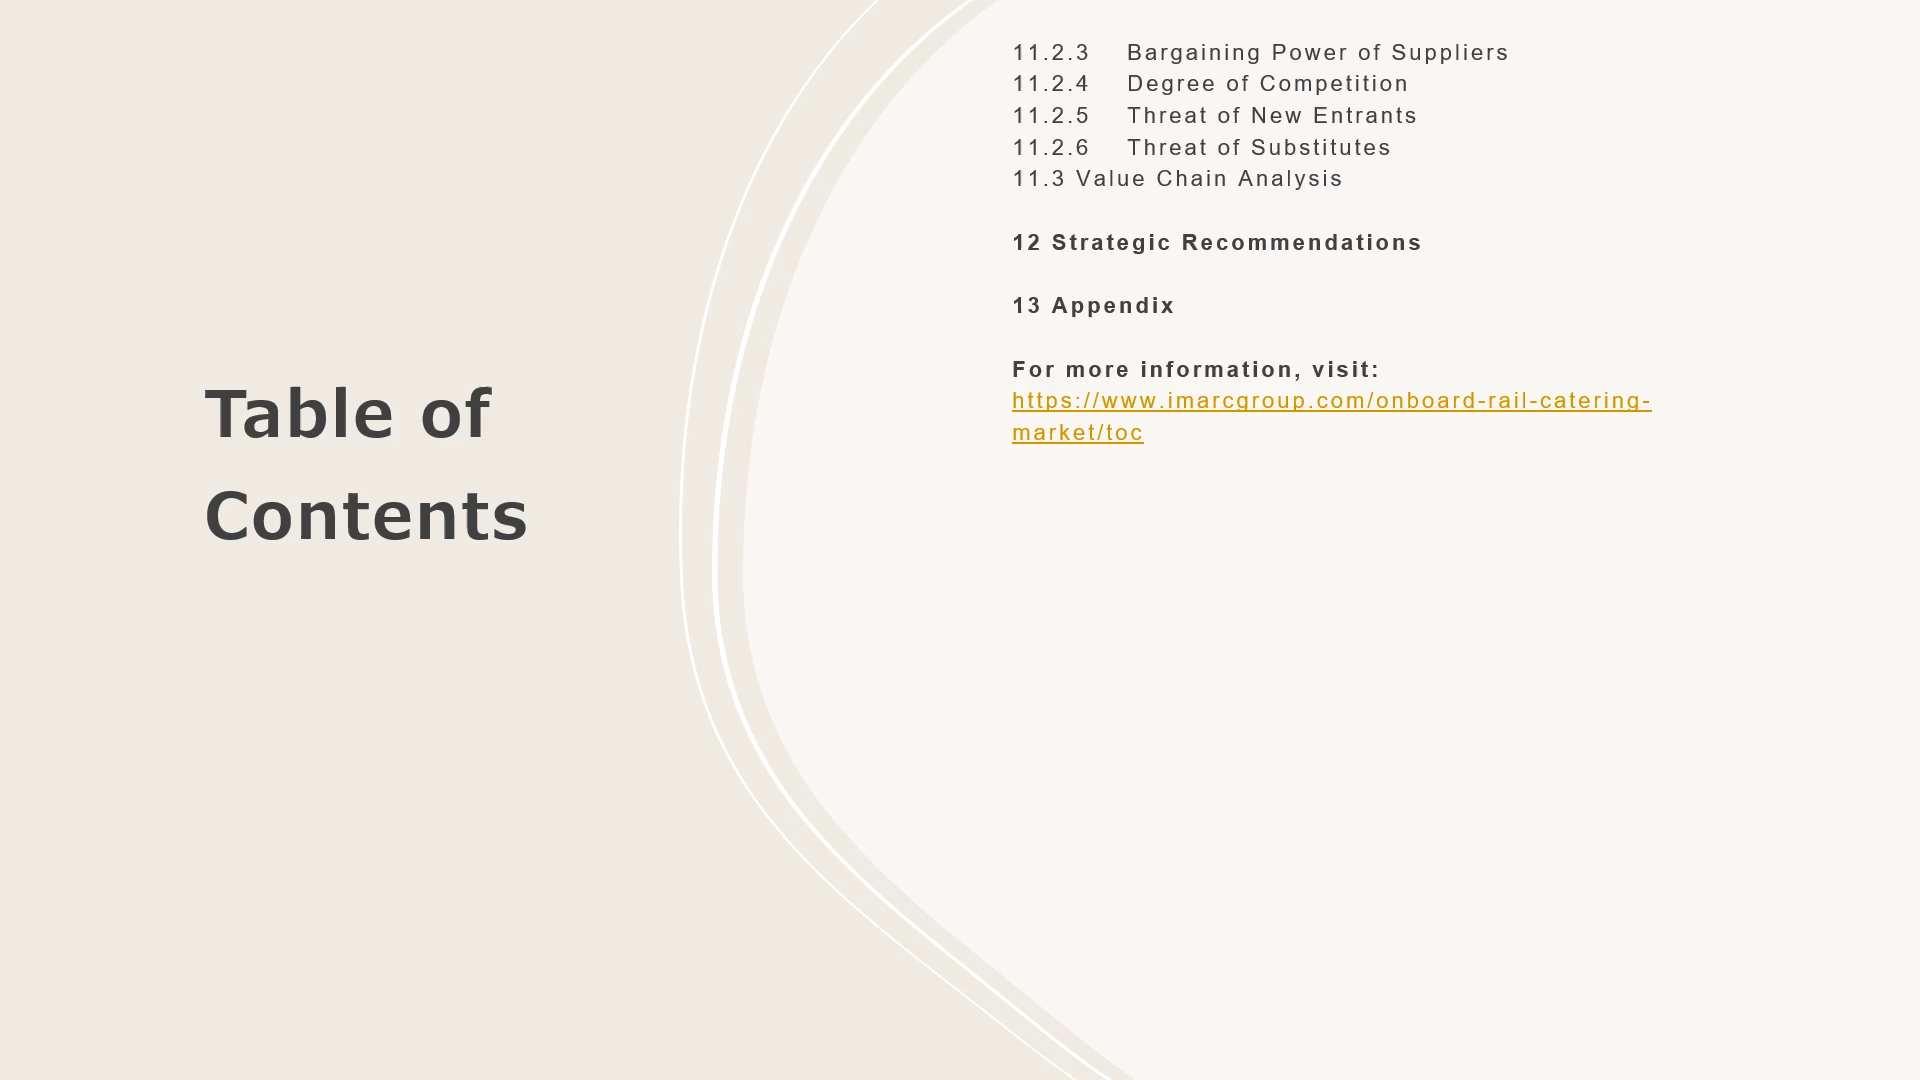 Table of
Contents
11.2.3 Bargaining Power of Suppliers
11.2.4 Degree of Competition
11.2.5 Threat of New Entrants
11.2.6 Threat of Substitutes
11.3 Value Chain Analysis
12 Strategic Recommendations
13 Appendix
For more information, visit:
https://www.imarcgroup.com/onboard-rail-catering-
market/toc